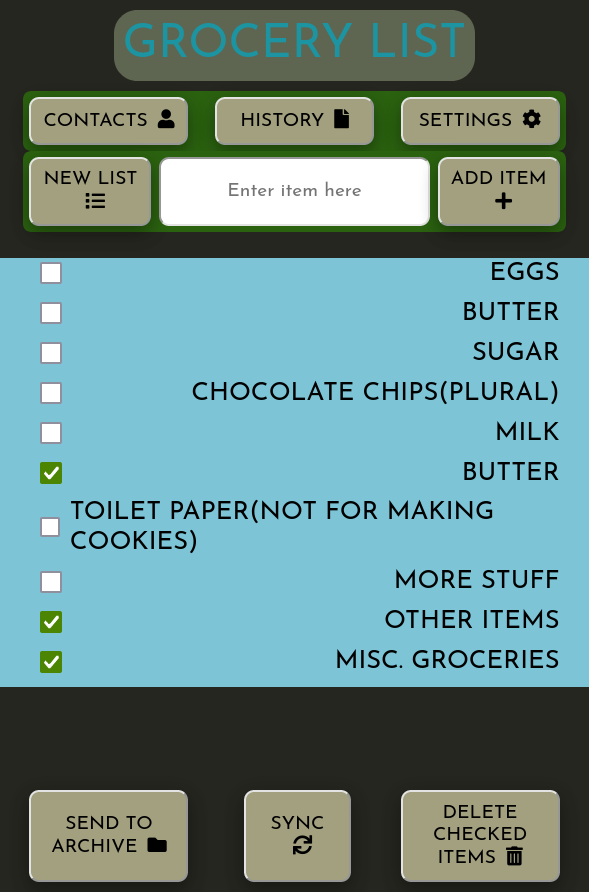 GROCERY LIST
CONTACTS
HISTORY
SETTINGS
NEW LIST
Enter item here
ADD ITEM
EGGS
BUTTER
SUGAR
CHOCOLATE CHIPS(PLURAL)
MILK
BUTTER
TOILET PAPER(NOT FOR MAKING
COOKIES)
MORE STUFF
OTHER ITEMS
MISC. GROCERIES
SEND TO
ARCHIVE
SYNC
DELETE
CHECKED
ITEMS